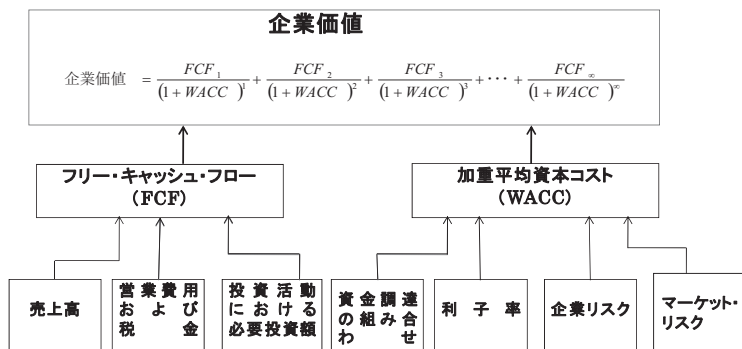 企業価値
企業価値 = FCF₁/(1+WACC)¹ + FCF₂/(1+WACC)² + FCF₃/(1+WACC)³ + ··· + FCF∞/(1+WACC)∞
フリー・キャッシュ・フロー
(FCF)
加重平均資本コスト
(WACC)
売上高
営業費用
および
税金
投資活動
における
必要投資額
資金調達
の組み合
わせ
利子率
企業リスク
マーケット・
リスク